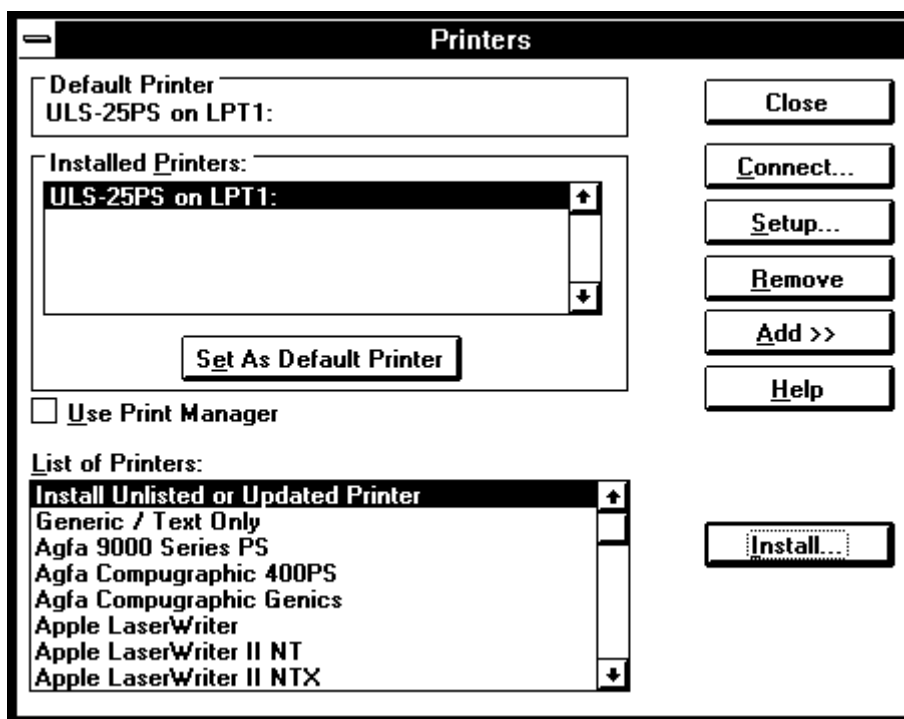 Printers
Default Printer
ULS-25PS on LPT1:
Close
Installed Printers:
ULS-25PS on LPT1:
Connect...
Setup...
Remove
Add >>
Set As Default Printer
Help
Use Print Manager
List of Printers:
Install Unlisted or Updated Printer
Generic / Text Only
Agfa 9000 Series PS
Agfa Compugraphic 400PS
Agfa Compugraphic Genics
Apple LaserWriter
Apple LaserWriter II NT
Apple LaserWriter II NTX
Install...